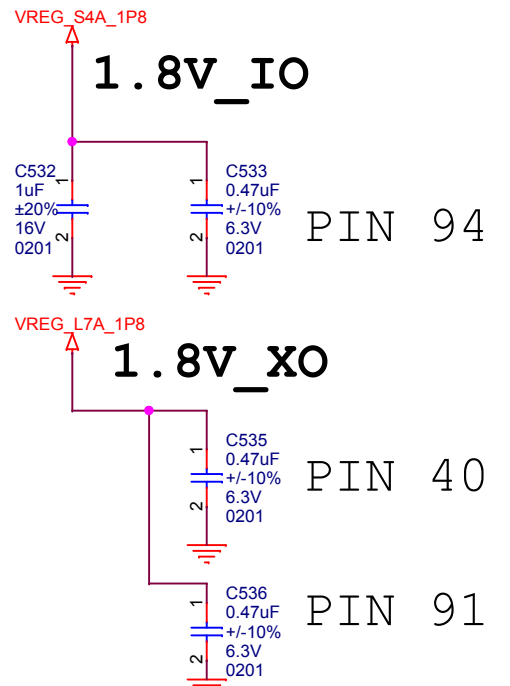 VREG_S4A_1P8
1.8V_IO
C532
1uF
±20%
16V
0201
1
2
C533
0.47uF
+/-10%
6.3V
0201
1
2
PIN 94
VREG_L7A_1P8
1.8V_XO
C535
0.47uF
+/-10%
6.3V
0201
1
2
PIN 40
C536
0.47uF
+/-10%
6.3V
0201
1
2
PIN 91